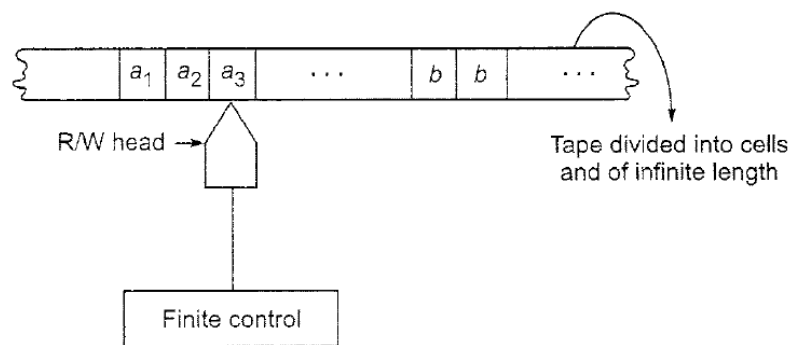 a1 a2 a3 ... b b ...
R/W head
Tape divided into cells
and of infinite length
Finite control